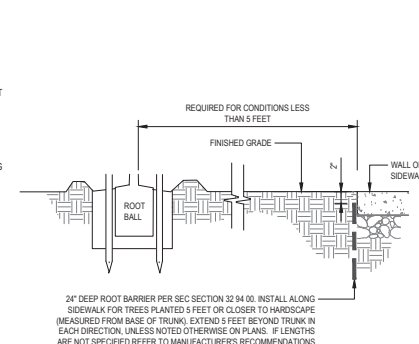 REQUIRED FOR CONDITIONS LESS
THAN 5 FEET
FINISHED GRADE
2"
WALL O
SIDEWA
ROOT
BALL
24" DEEP ROOT BARRIER PER SEC SECTION 32 94 00. INSTALL ALONG
SIDEWALK FOR TREES PLANTED 5 FEET OR CLOSER TO HARDSCAPE
(MEASURED FROM BASE OF TRUNK). EXTEND 5 FEET BEYOND TRUNK IN
EACH DIRECTION, UNLESS NOTED OTHERWISE ON PLANS. IF LENGTHS
ARE NOT SPECIFIED REFER TO MANUFACTURER'S RECOMMENDATIONS